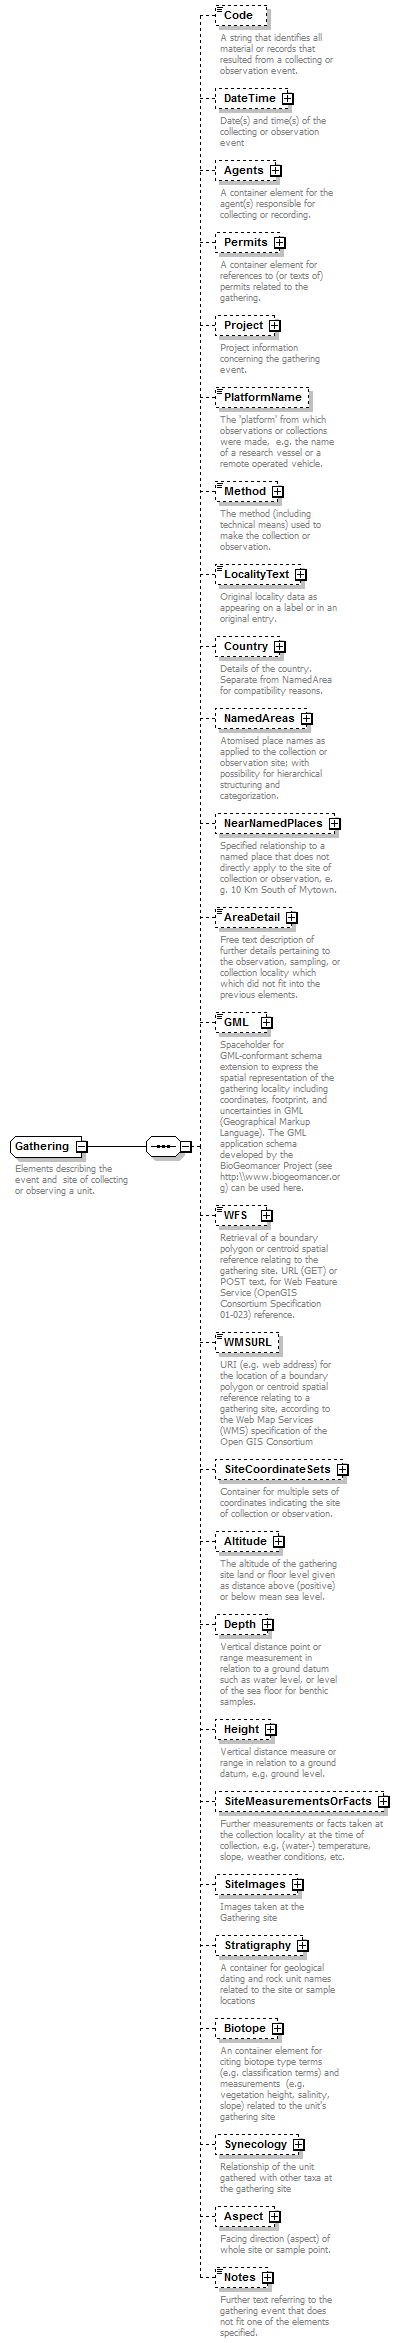 Code
A string that identifies all
material or records that
resulted from a collecting or
observation event.
DateTime
Date(s) and time(s) of the
collecting or observation
event
Agents
A container element for the
agent(s) responsible for
collecting or recording.
Permits
A container element for
references to (or texts of)
permits related to the
gathering.
Project
Project information
concerning the gathering
event.
PlatformName
The 'platform' from which
observations or collections
were made,  e.g. the name
of a research vessel or a
remote operated vehicle.
Method
The method (including
technical means) used to
make the collection or
observation.
LocalityText
Original locality data as
appearing on a label or in an
original entry.
Country
Details of the country.
Separate from NamedArea
for compatibility reasons.
NamedAreas
Atomised place names as
applied to the collection or
observation site; with
possibility for hierarchical
structuring and
categorization.
NearNamedPlaces
Specified relationship to a
named place that does not
directly apply to the site of
collection or observation, e.
g. 10 Km South of Mytown.
AreaDetail
Free text description of
further details pertaining to
the observation, sampling, or
collection locality which
which did not fit into the
previous elements.
GML
Spaceholder for
GML-conformant schema
extension to express the
spatial representation of the
gathering locality including
coordinates, footprint, and
uncertainties in GML
(Geographical Markup
Language). The GML
application schema
developed by the
BioGeomancer Project (see
http:\\www.biogeomancer.or
g) can be used here.
Gathering
Elements describing the
event and  site of collecting
or observing a unit.
WFS
Retrieval of a boundary
polygon or centroid spatial
reference relating to the
gathering site. URL (GET) or
POST text, for Web Feature
Service (OpenGIS
Consortium Specification
01-023) reference.
WMSURL
URI (e.g. web address) for
the location of a boundary
polygon or centroid spatial
reference relating to a
gathering site, according to
the Web Map Services
(WMS) specification of the
Open GIS Consortium
SiteCoordinateSets
Container for multiple sets of
coordinates indicating the site
of collection or observation.
Altitude
The altitude of the gathering
site land or floor level given
as distance above (positive)
or below mean sea level.
Depth
Vertical distance point or
range measurement in
relation to a ground datum
such as water level, or level
of the sea floor for benthic
samples.
Height
Vertical distance measure or
range in relation to a ground
datum, e.g. ground level.
SiteMeasurementsOrFacts
Further measurements or facts taken at
the collection locality at the time of
collection, e.g. (water-) temperature,
slope, weather conditions, etc.
SiteImages
Images taken at the
Gathering site
Stratigraphy
A container for geological
dating and rock unit names
related to the site or sample
locations
Biotope
An container element for
citing biotope type terms
(e.g. classification terms) and
measurements  (e.g.
vegetation height, salinity,
slope) related to the unit's
gathering site
Synecology
Relationship of the unit
gathered with other taxa at
the gathering site
Aspect
Facing direction (aspect) of
whole site or sample point.
Notes
Further text referring to the
gathering event that does
not fit one of the elements
specified.